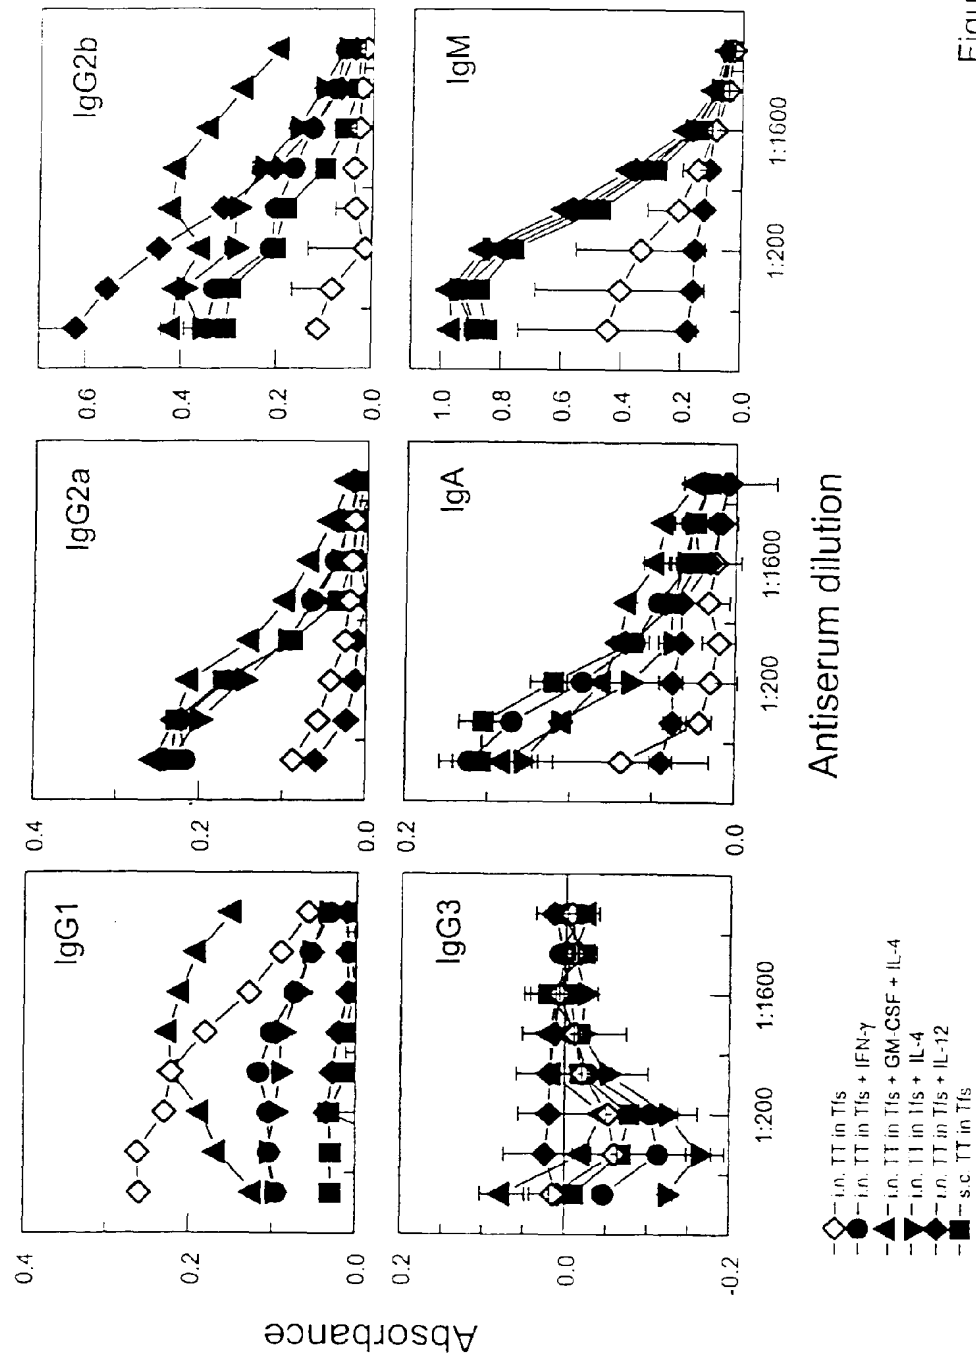 IgG1
0.4
0.2
0.0
IgG2a
0.4
0.2
0.0
IgG2b
0.6
0.4
0.2
0.0
Absorbance
IgG3
0.2
0.0
-0.2
1:200
1:1600
IgA
0.2
0.0
1:200
1:1600
IgM
1.0
0.8
0.6
0.4
0.2
0.0
1:200
1:1600
Antiserum dilution
i.n. TT in Tfs
i.n. TT in Tfs + IFN-γ
i.n. TT in Tfs + GM-CSF + IL-4
i.n. TT in Tfs + IL-4
i.n. TT in Tfs + IL-12
s.c. TT in Tfs
Figu